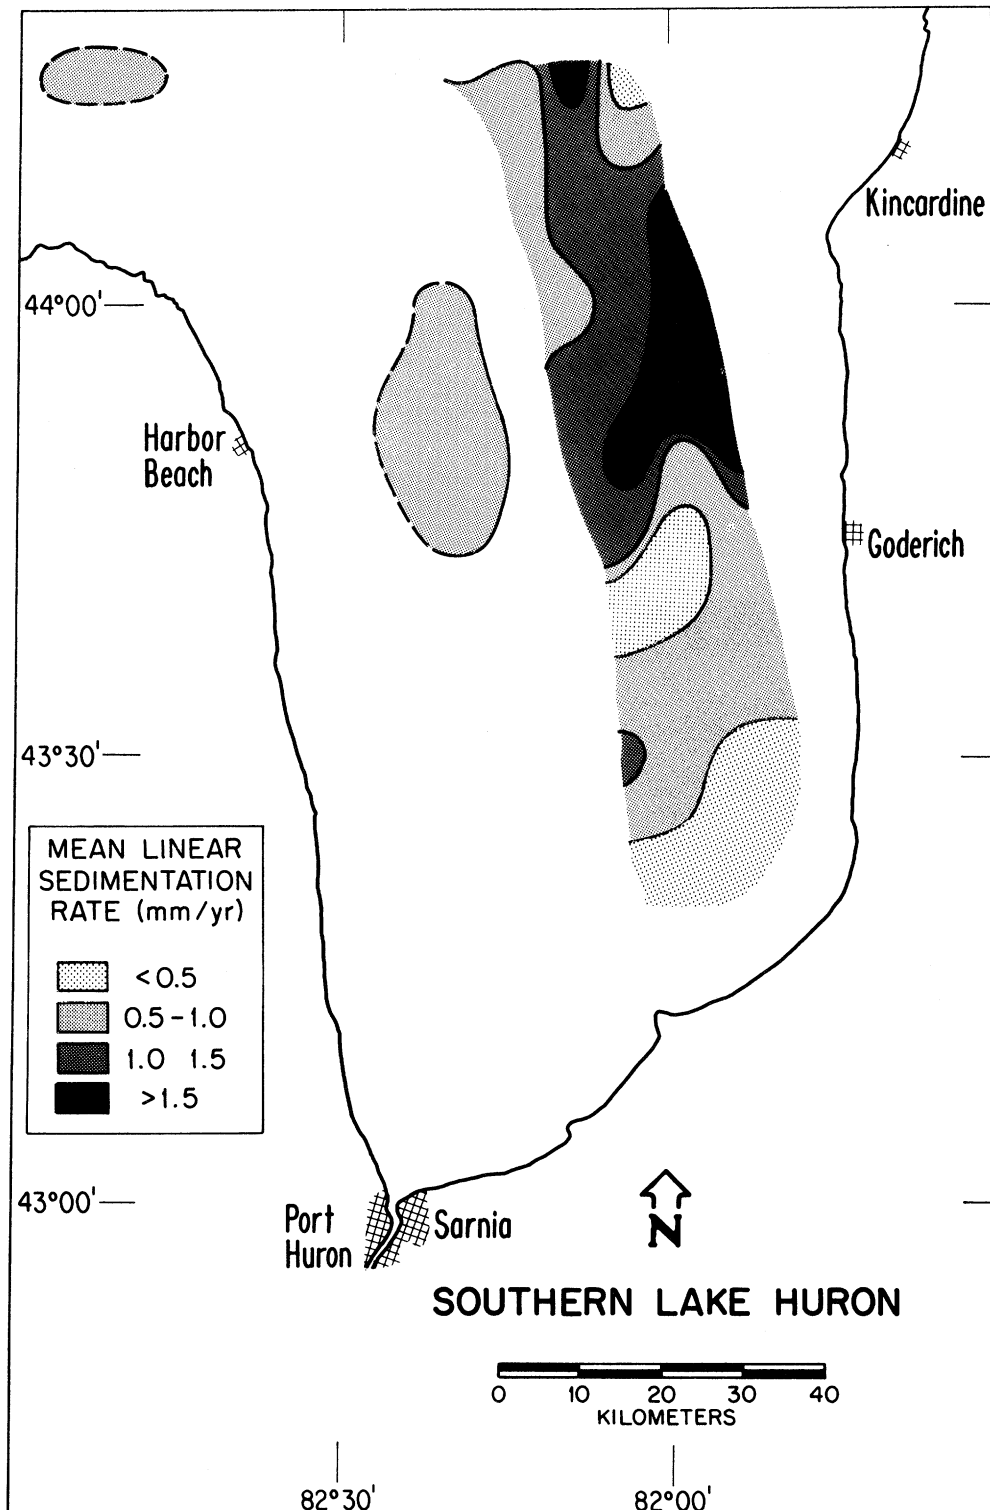 Kincardine
44°00'
Harbor
Beach
Goderich
43°30'
MEAN LINEAR
SEDIMENTATION
RATE (mm/yr)
<0.5
0.5-1.0
1.0 1.5
>1.5
43°00'
Port
Huron
Sarnia
N
SOUTHERN LAKE HURON
0 10 20 30 40
KILOMETERS
82°30' 82°00'